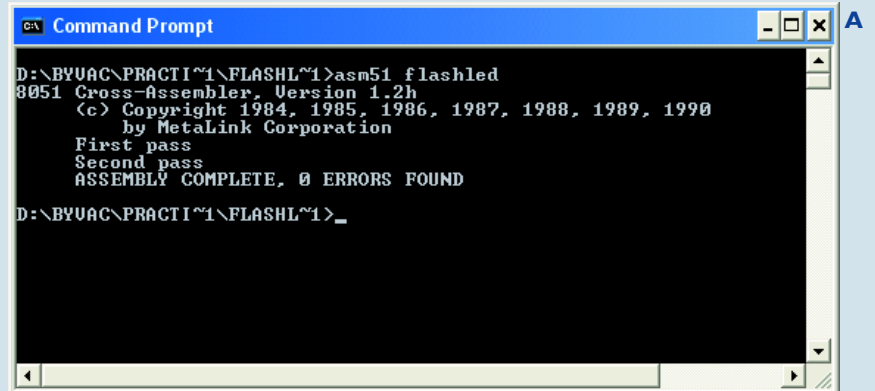 Command Prompt
A
D:\BYVAC\PRACTI~1\FLASHL~1>asm51 flashled
8051 Cross-Assembler, Version 1.2h
(c) Copyright 1984, 1985, 1986, 1987, 1988, 1989, 1990
by MetaLink Corporation
First pass
Second pass
ASSEMBLY COMPLETE, 0 ERRORS FOUND
D:\BYVAC\PRACTI~1\FLASHL~1>_